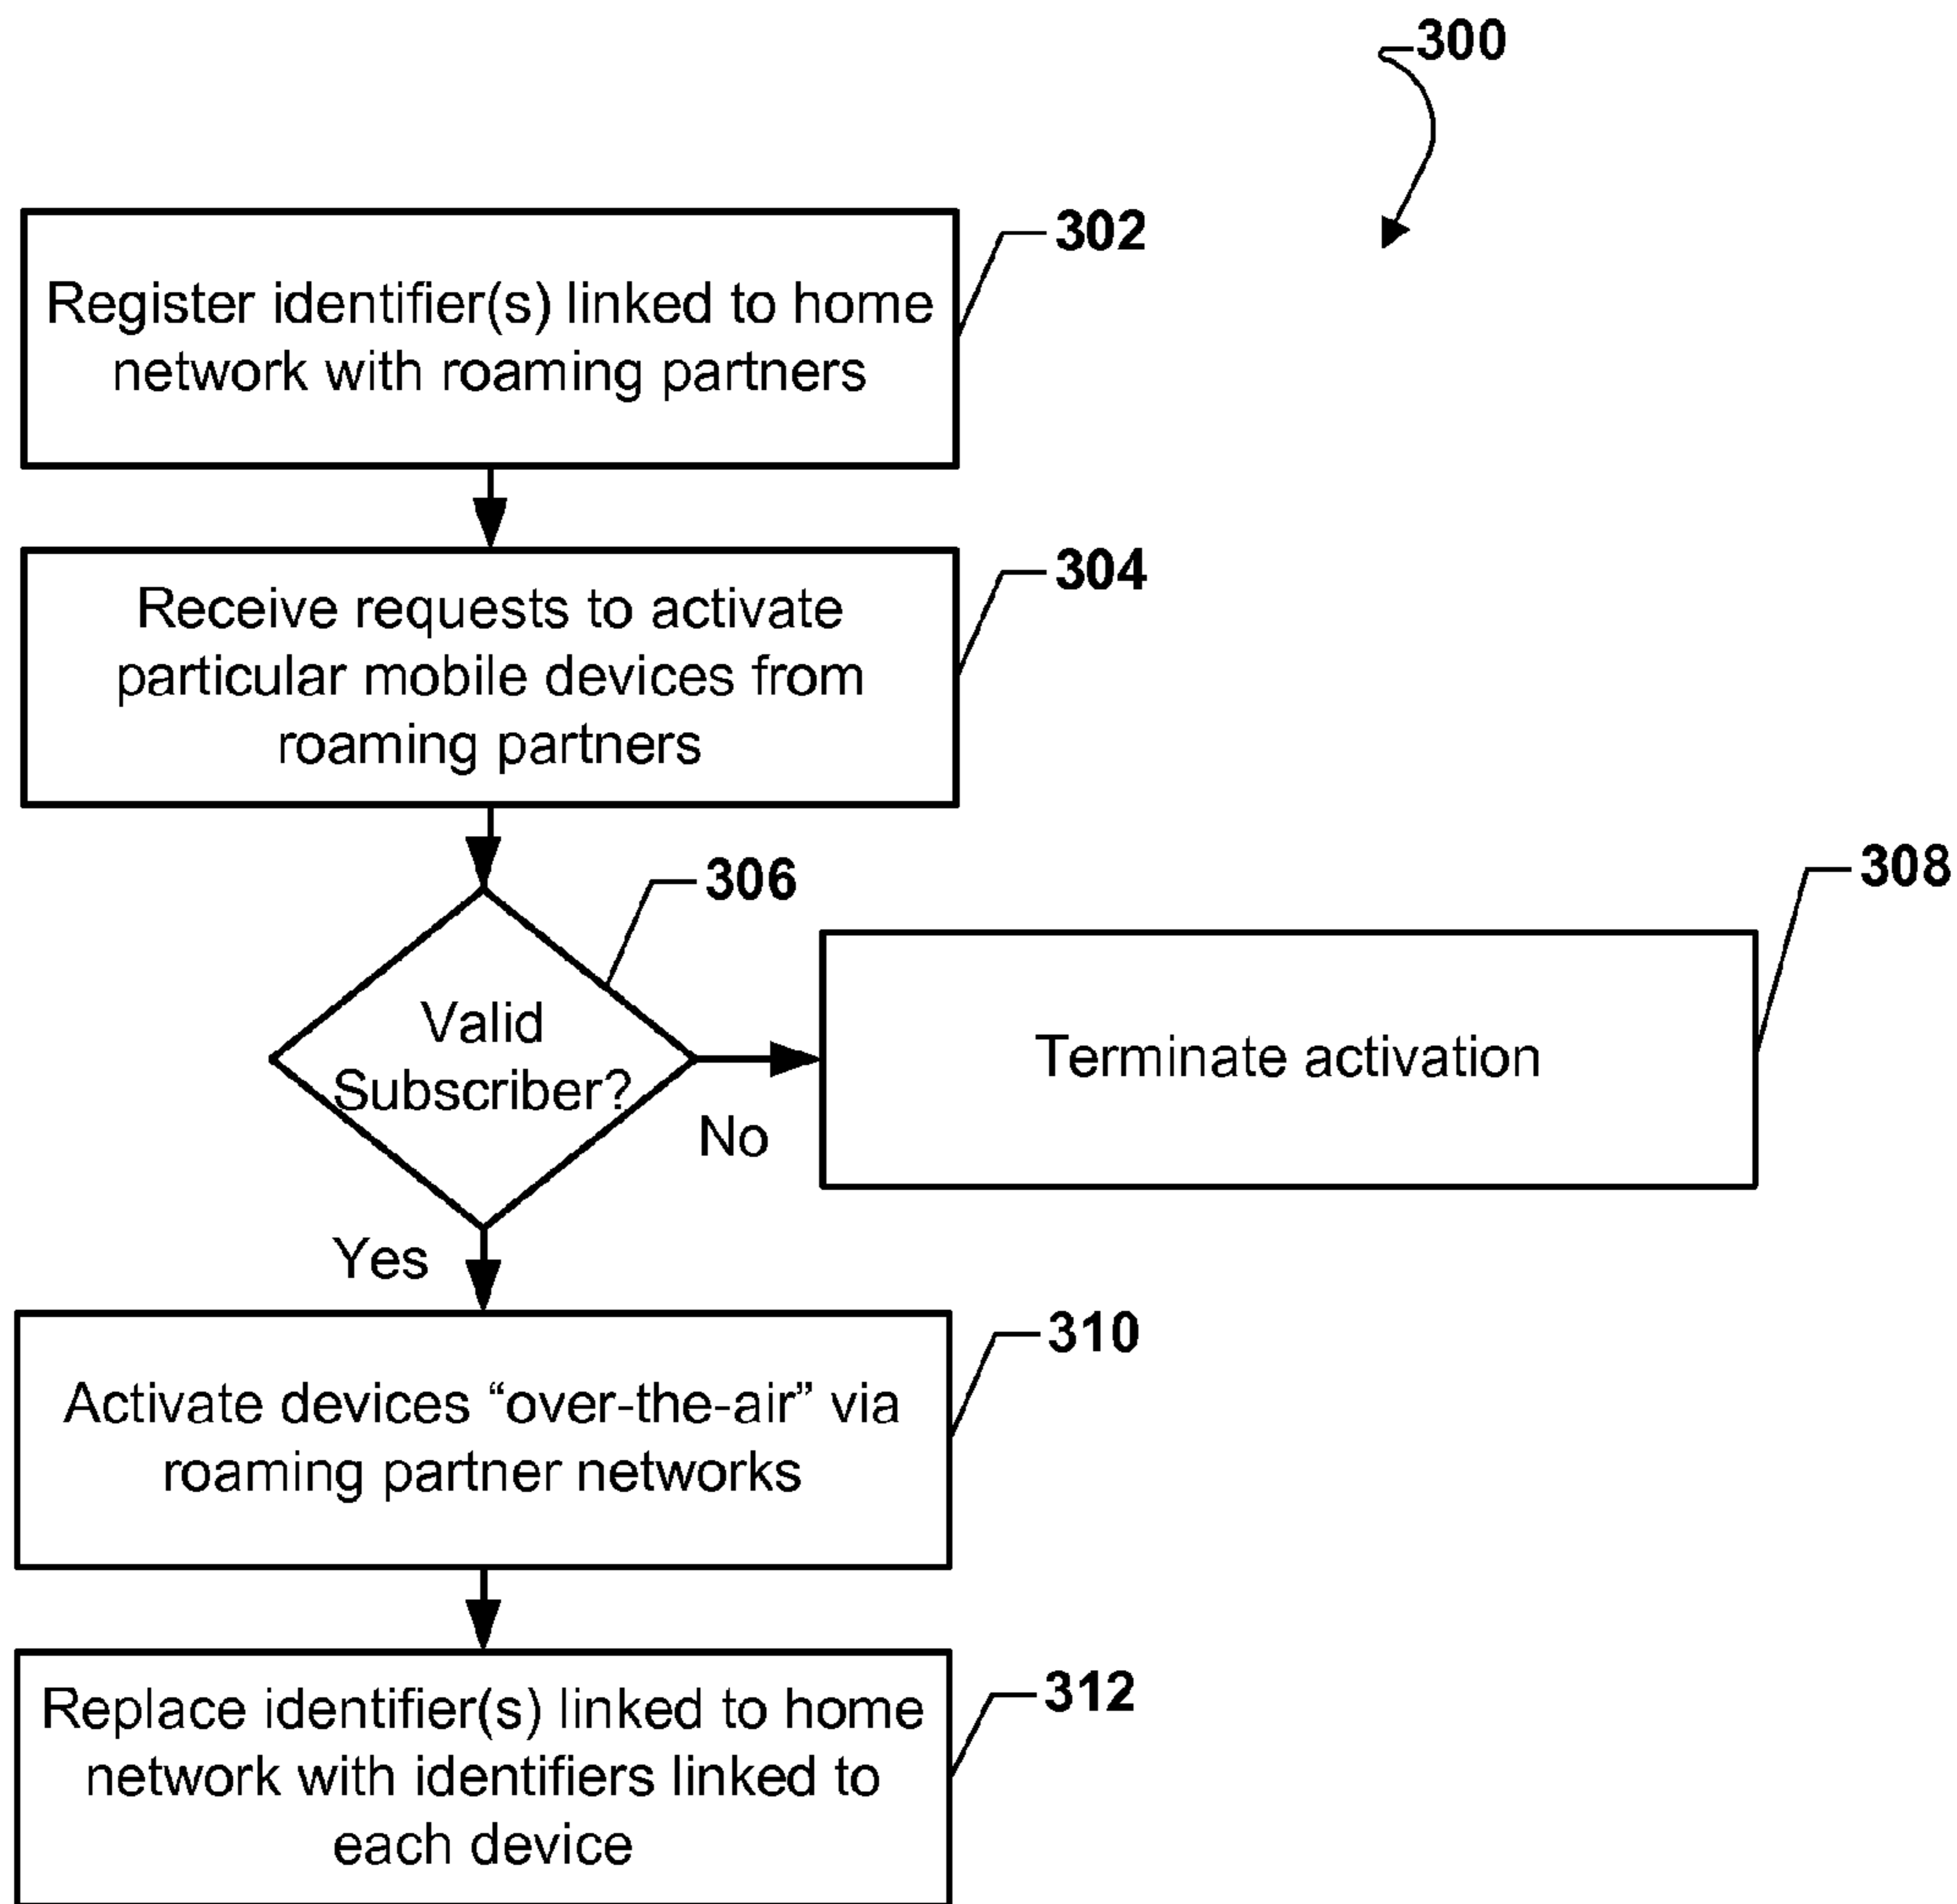 300
302
Register identifier(s) linked to home
network with roaming partners
304
Receive requests to activate
particular mobile devices from
roaming partners
306
Valid
Subscriber?
308
Terminate activation
No
Yes
310
Activate devices “over-the-air” via
roaming partner networks
312
Replace identifier(s) linked to home
network with identifiers linked to
each device